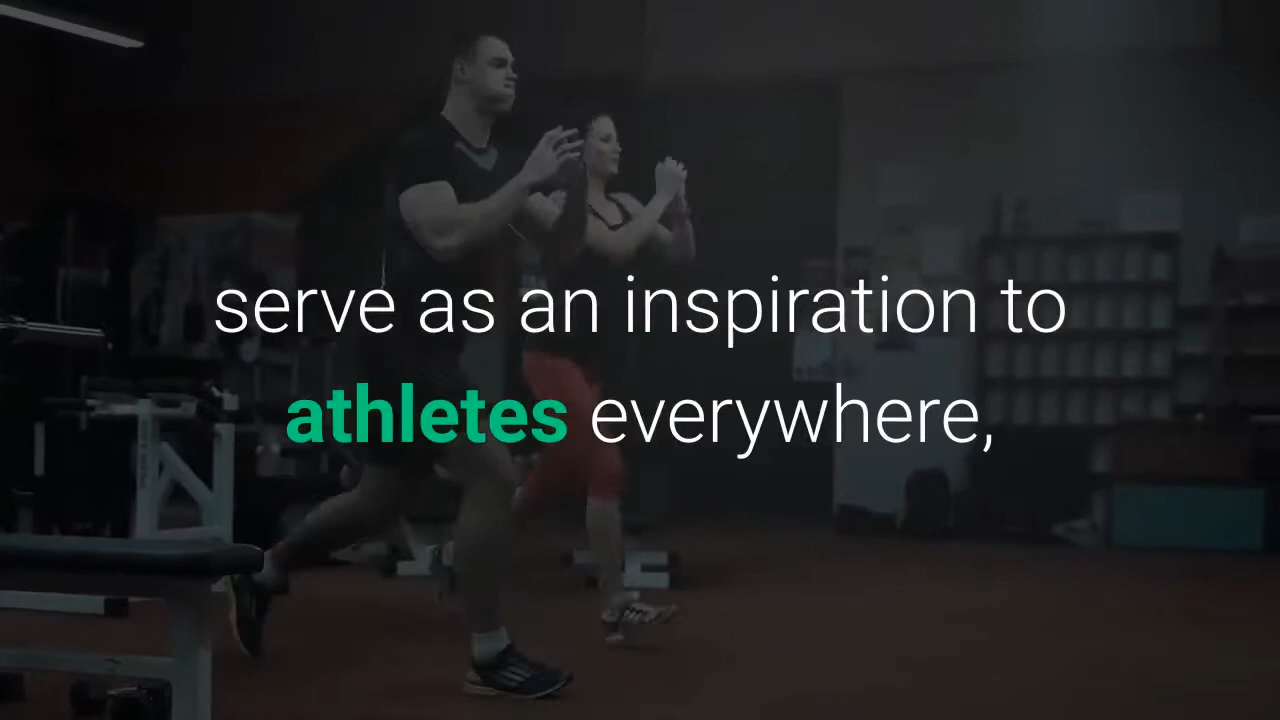 serve as an inspiration to
athletes everywhere,